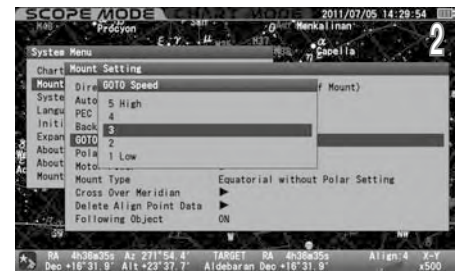 SCOPE MODE
2011/07/05 14:29:54
Procyon
Menkalinan
Capella
2
System Menu
Chart
Mount Setting
Mount
Dire
GOTO Speed
f Mount)
Syste
Auto
5 High
Langu
PEC
4
Initi
Back
3
Expan
GOTO
2
About
Pola
1 Low
About
Moto
Mount
Mount Type
Equatorial without Polar Setting
Cross Over Meridian
Delete Align Point Data
Following Object
ON
RA 4h38m35s Az 271°54.4' TARGET RA 4h38m35s Align:4 X-Y
Dec +16°31.9' Alt +23°37.7' Aldebaran Dec +16°31.9' x500